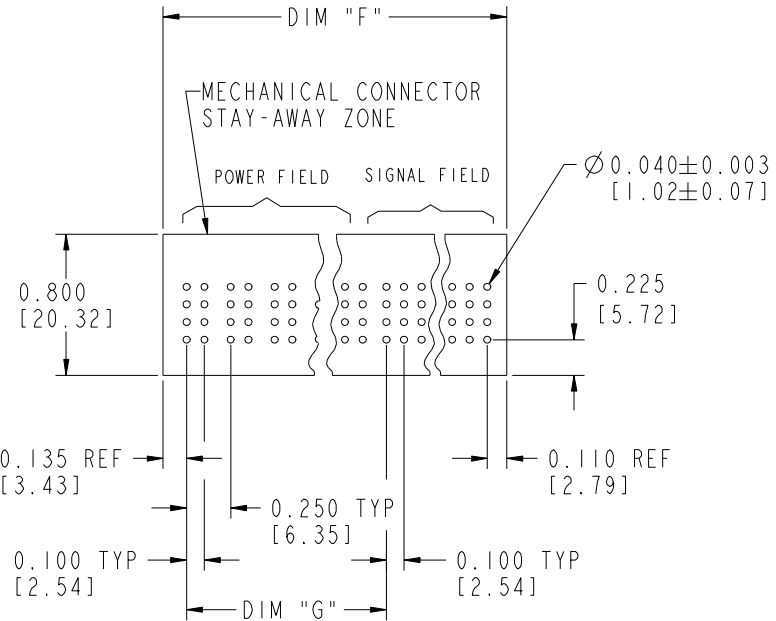 DIM "F"
MECHANICAL CONNECTOR
STAY-AWAY ZONE
POWER FIELD
SIGNAL FIELD
Ø 0.040±0.003
[1.02±0.07]
0.800
[20.32]
0.225
[5.72]
0.135 REF
[3.43]
0.110 REF
[2.79]
0.250 TYP
[6.35]
0.100 TYP
[2.54]
0.100 TYP
[2.54]
DIM "G"